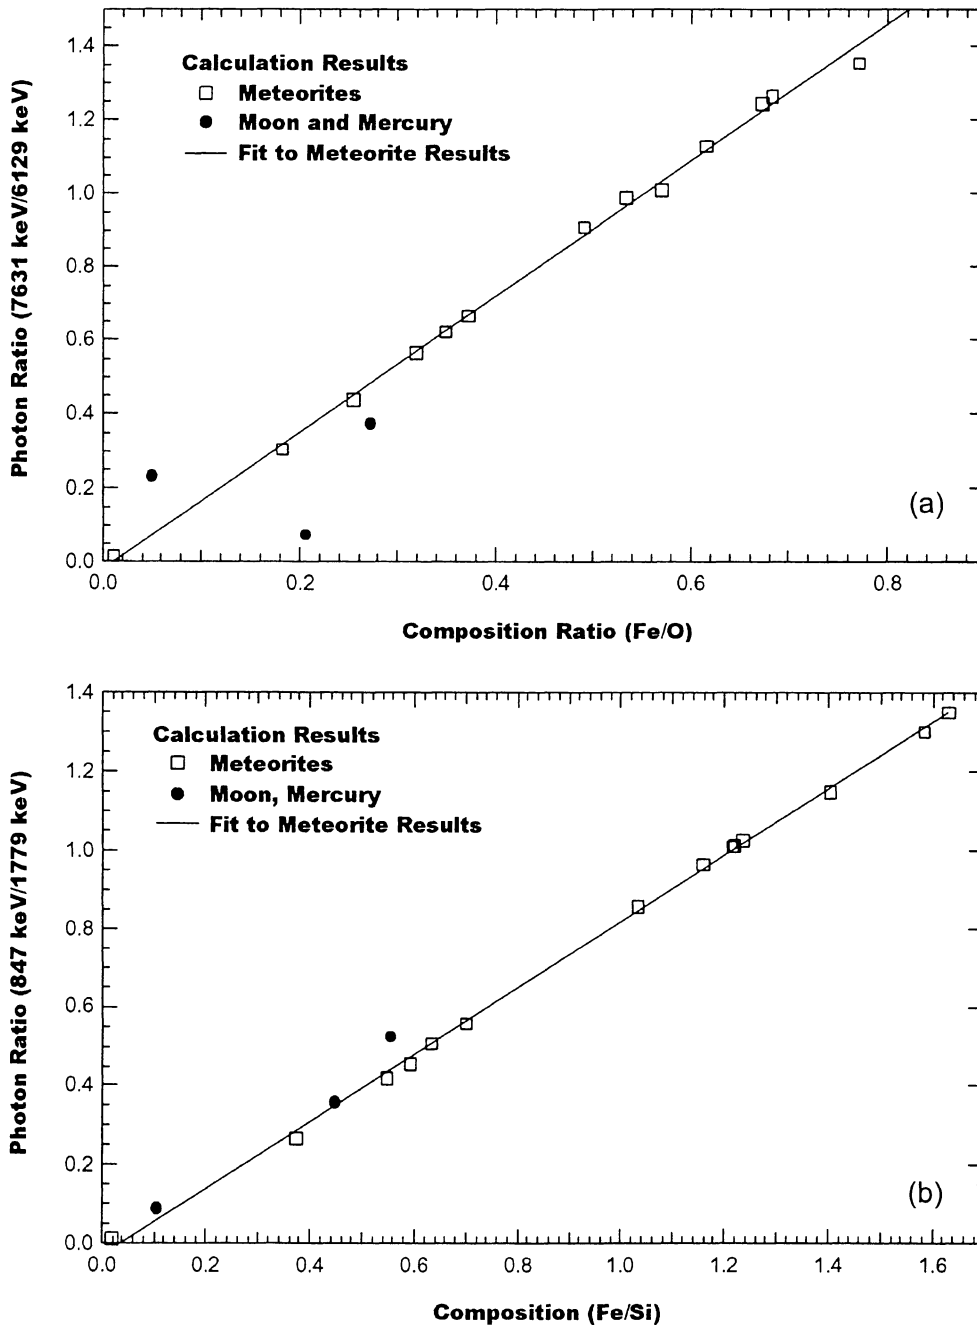 1.4
1.2
1.0
0.8
0.6
0.4
0.2
0.0
Photon Ratio (7631 keV/6129 keV)
Calculation Results
Meteorites
Moon and Mercury
Fit to Meteorite Results
(a)
0.0 0.2 0.4 0.6 0.8
Composition Ratio (Fe/O)
1.4
1.2
1.0
0.8
0.6
0.4
0.2
0.0
Photon Ratio (847 keV/1779 keV)
Calculation Results
Meteorites
Moon, Mercury
Fit to Meteorite Results
(b)
0.0 0.2 0.4 0.6 0.8 1.0 1.2 1.4 1.6
Composition (Fe/Si)